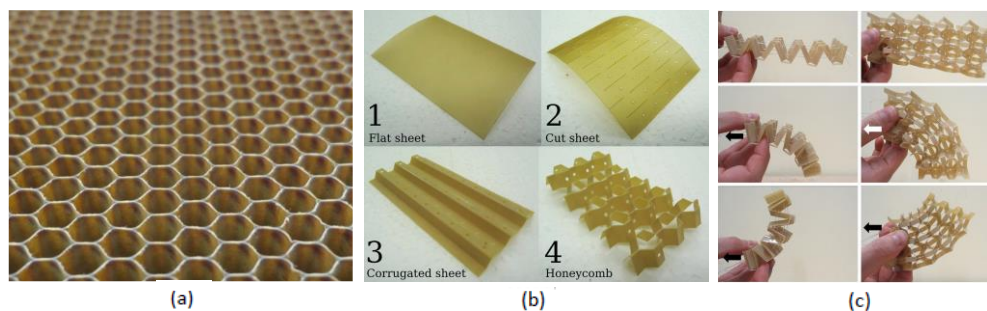 1
Flat sheet
2
Cut sheet
3
Corrugated sheet
4
Honeycomb
(a)
(b)
(c)